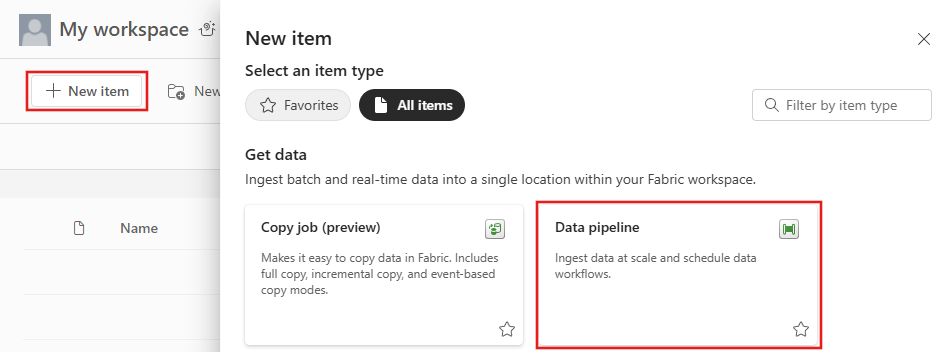 My workspace
New item
New
Name
New item
Select an item type
Favorites
All items
Filter by item type
Get data
Ingest batch and real-time data into a single location within your Fabric workspace.
Copy job (preview)
Makes it easy to copy data in Fabric. Includes
full copy, incremental copy, and event-based
copy modes.
Data pipeline
Ingest data at scale and schedule data
workflows.